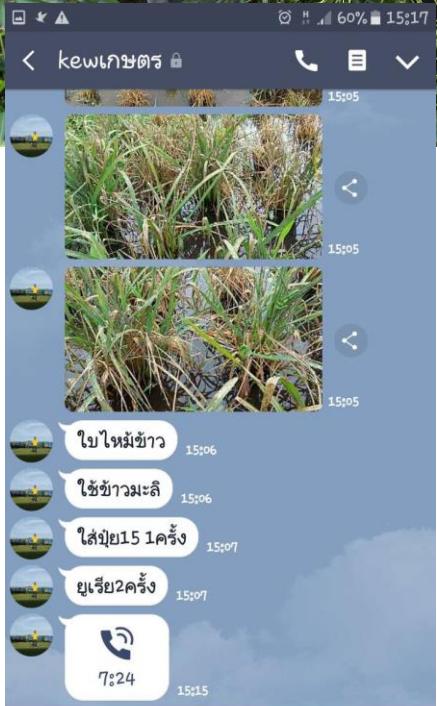 60% 15:17
kewเกษตร
15:05
15:05
15:05
ใบไหม้ข้าว 15:06
ใช้ข้าวมะลิ 15:06
ใส่ปุ๋ย15 1ครั้ง 15:07
ยูเรีย2ครั้ง 15:07
7:24
15:15